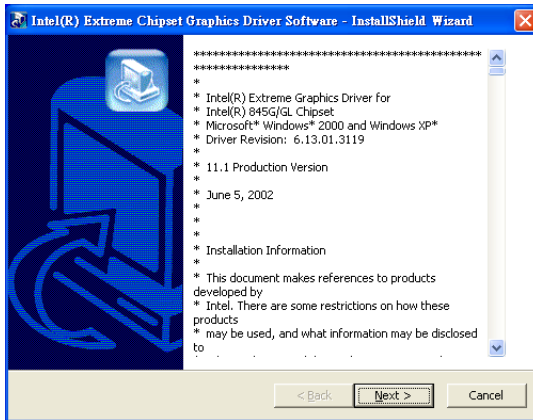 Intel(R) Extreme Chipset Graphics Driver Software - InstallShield Wizard
************************************************
****************
*
* Intel(R) Extreme Graphics Driver for
* Intel(R) 845G/GL Chipset
* Microsoft* Windows* 2000 and Windows XP*
* Driver Revision: 6.13.01.3119
*
* 11.1 Production Version
*
* June 5, 2002
*
*
*
* Installation Information
*
* This document makes references to products
developed by
* Intel. There are some restrictions on how these
products
* may be used, and what information may be disclosed
to
< Back
Next >
Cancel